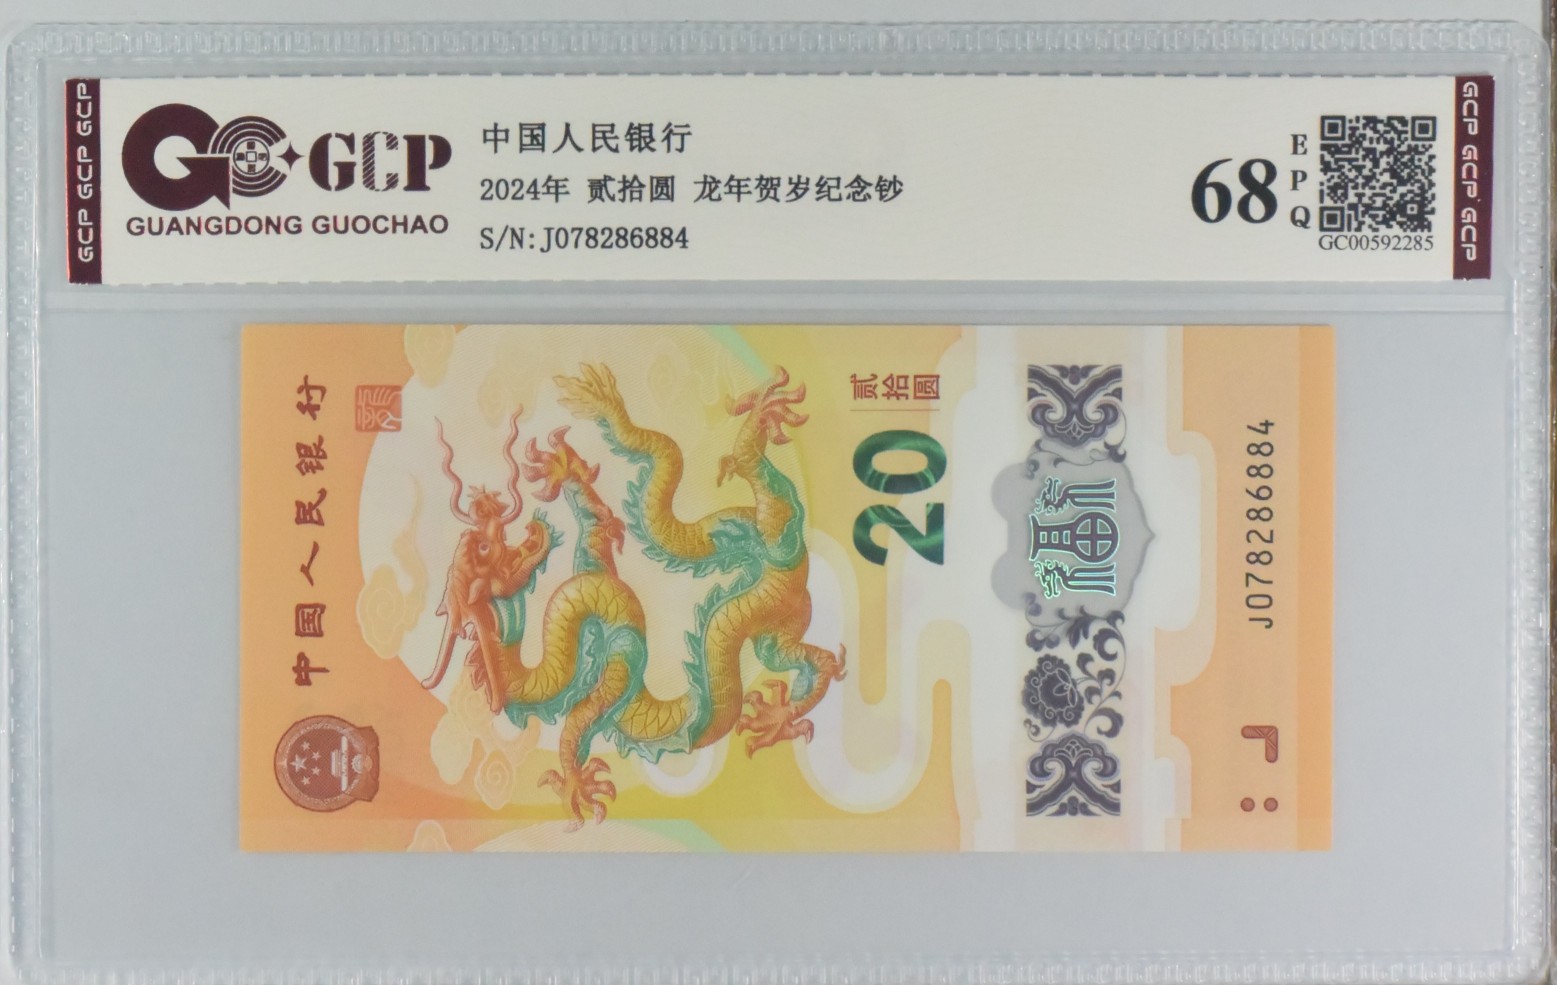 GCP GCP GCP
GCP
GUANGDONG GUOCHAO
中国人民银行
2024年 贰拾圆 龙年贺岁纪念钞
S/N:J078286884
68
EPQ
GC00592285
GCP GCP GCP
中国人民银行
贰拾圆
20
J078286884